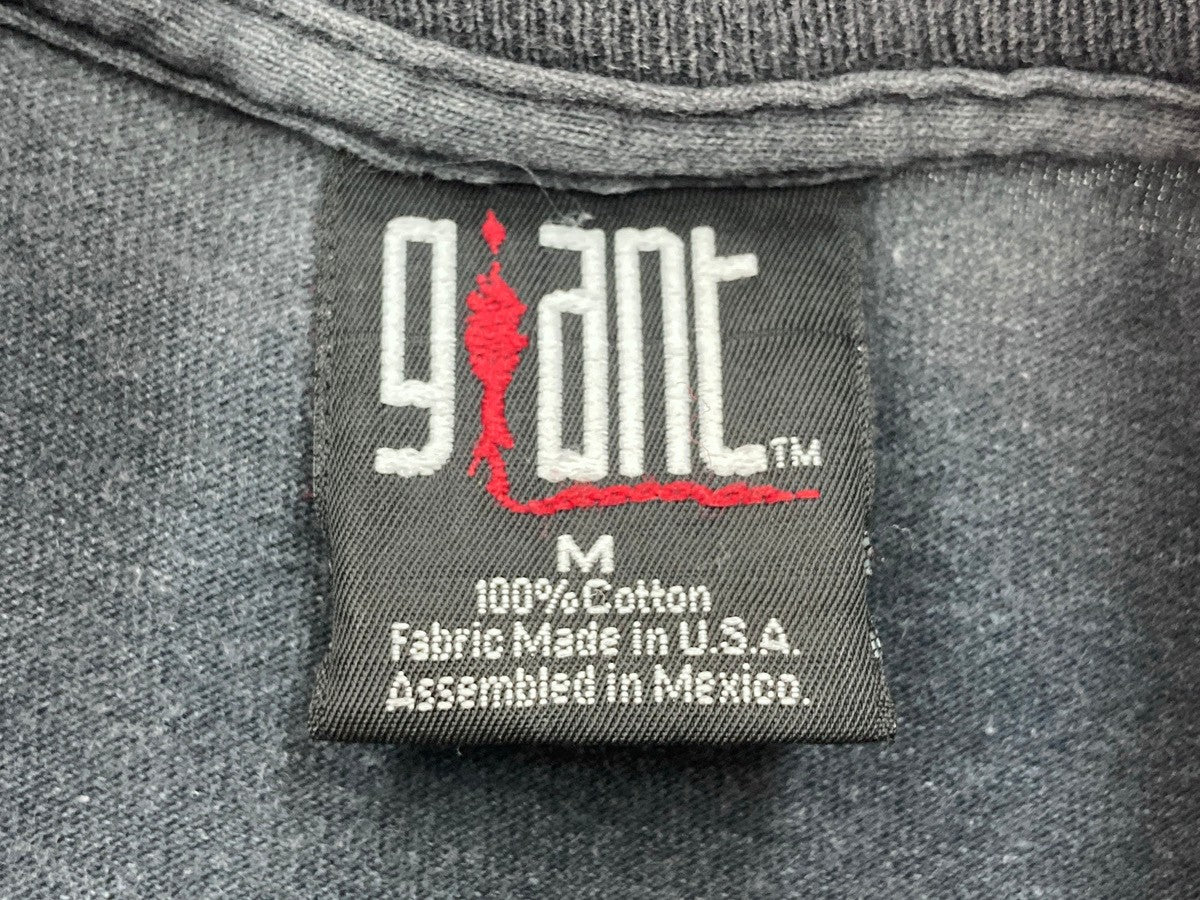 giant™
M
100% Cotton
Fabric Made in U.S.A.
Assembled in Mexico.